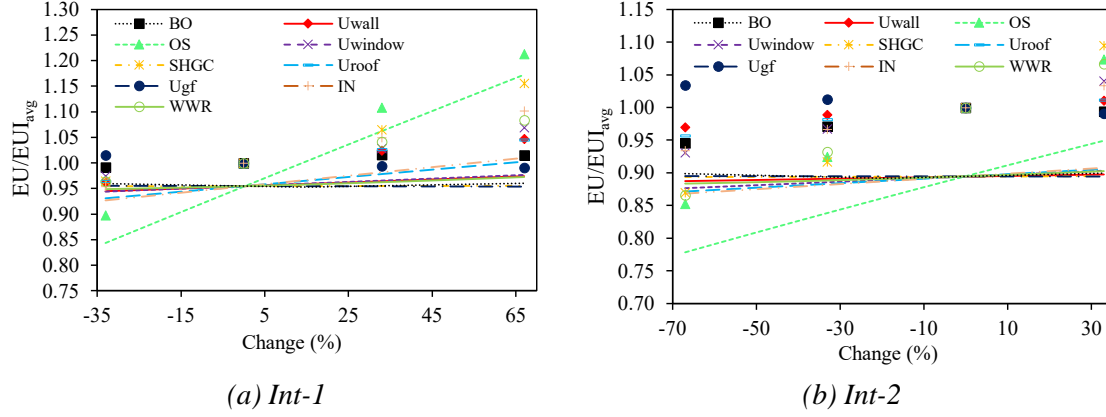 1.30
1.25
1.20
1.15
1.10
1.05
1.00
0.95
0.90
0.85
0.80
0.75
EU/EUI_avg
BO
Uwall
OS
Uwindow
SHGC
Uroof
Ugf
IN
WWR
-35 -15 5 25 45 65
Change (%)
(a) Int-1
1.20
1.15
1.10
1.05
1.00
0.95
0.90
0.85
0.80
0.75
0.70
EU/EUI_avg
BO
Uwall
OS
Uwindow
SHGC
Uroof
Ugf
IN
WWR
-70 -50 -30 -10 10 30
Change (%)
(b) Int-2